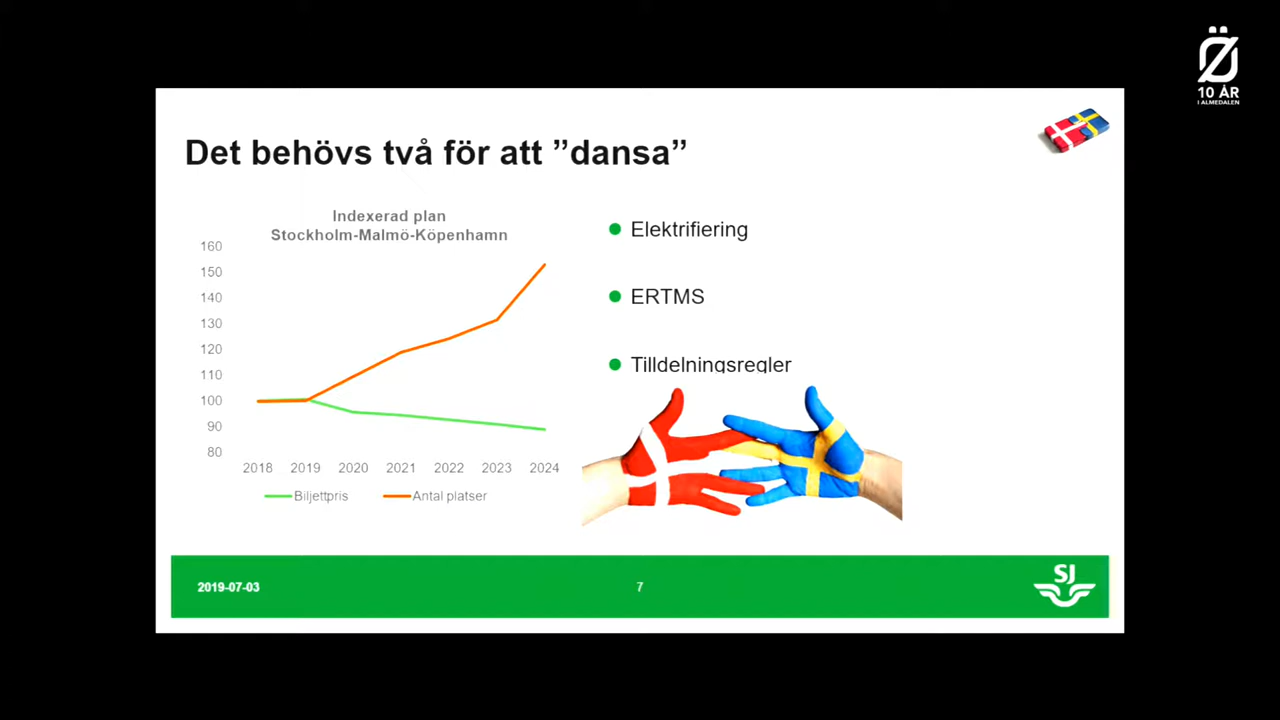 Ö
10 ÅR
I ALMEDALEN
Det behövs två för att ”dansa”
Indexerad plan
Stockholm-Malmö-Köpenhamn
160
150
140
130
120
110
100
90
80
2018 2019 2020 2021 2022 2023 2024
Biljettpris Antal platser
Elektrifiering
ERTMS
Tilldelningsregler
2019-07-03
7
SJ